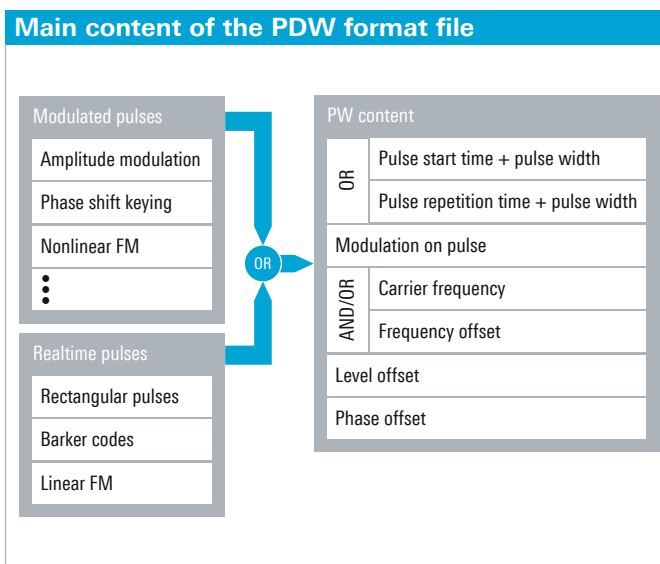 Main content of the PDW format file
Modulated pulses
Amplitude modulation
Phase shift keying
Nonlinear FM
Realtime pulses
Rectangular pulses
Barker codes
Linear FM
OR
PW content
OR
Pulse start time + pulse width
Pulse repetition time + pulse width
Modulation on pulse
AND/OR
Carrier frequency
Frequency offset
Level offset
Phase offset